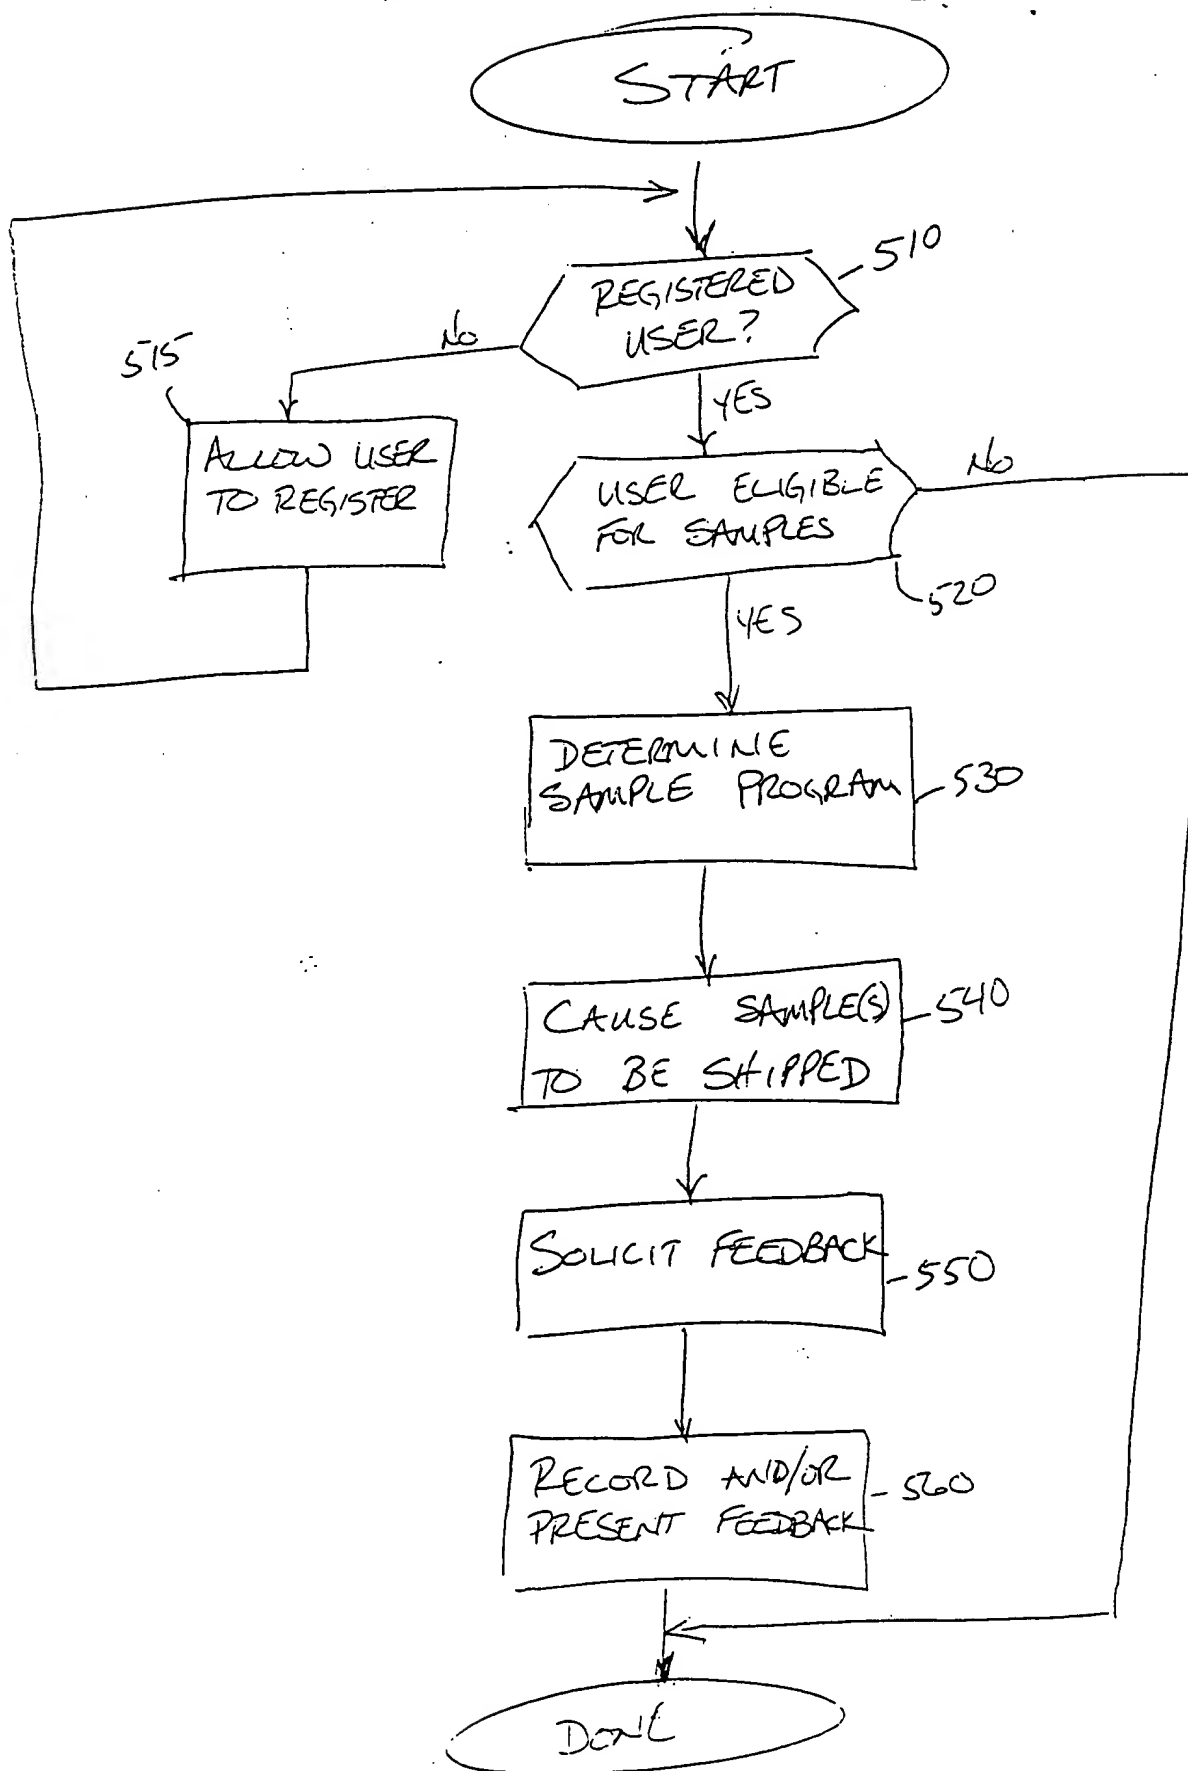 START
510
REGISTERED
USER?
No
515
YES
ALLOW USER
TO REGISTER
No
USER ELIGIBLE
FOR SAMPLES
520
YES
DETERMINE
SAMPLE PROGRAM
530
CAUSE SAMPLE(S)
TO BE SHIPPED
540
SOLICIT FEEDBACK
550
RECORD AND/OR
PRESENT FEEDBACK
560
DONE